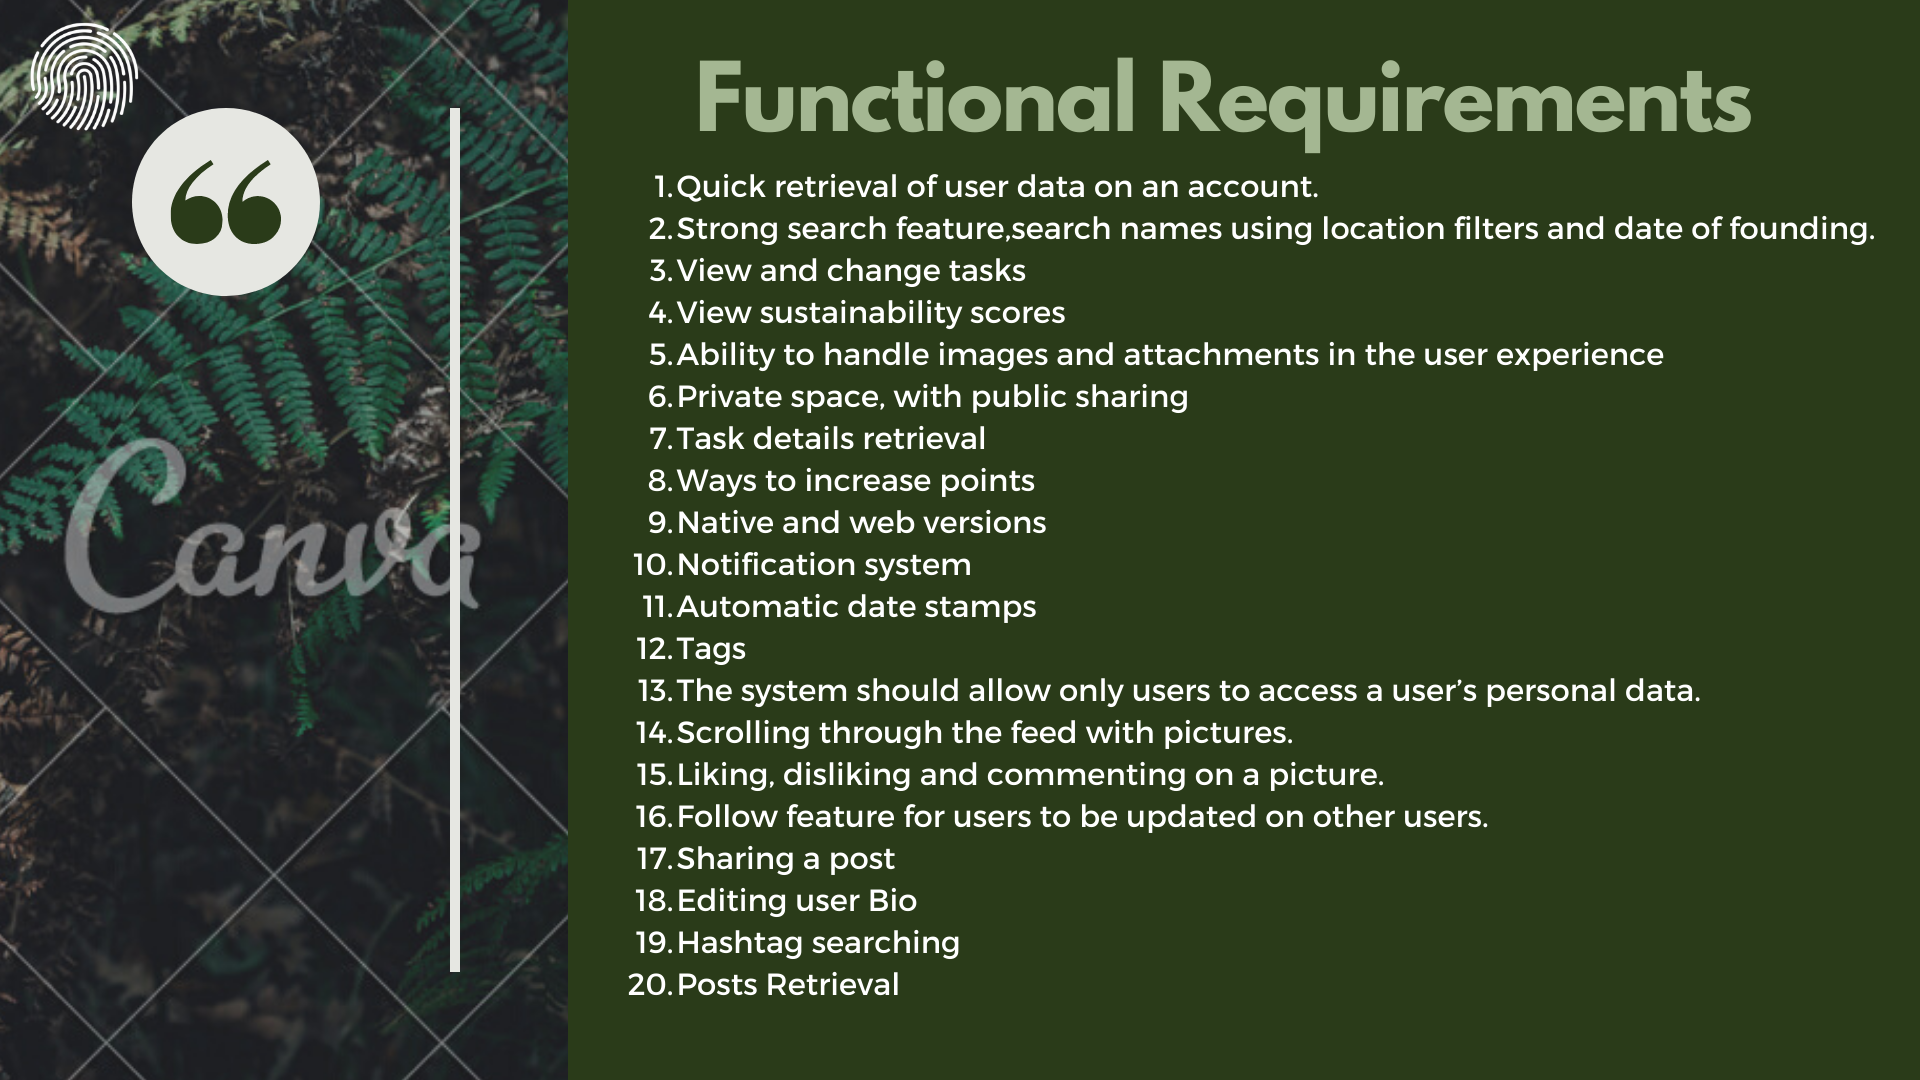 Functional Requirements
1. Quick retrieval of user data on an account.
2. Strong search feature,search names using location filters and date of founding.
3. View and change tasks
4. View sustainability scores
5. Ability to handle images and attachments in the user experience
6. Private space, with public sharing
7. Task details retrieval
8. Ways to increase points
9. Native and web versions
10. Notification system
11. Automatic date stamps
12. Tags
13. The system should allow only users to access a user’s personal data.
14. Scrolling through the feed with pictures.
15. Liking, disliking and commenting on a picture.
16. Follow feature for users to be updated on other users.
17. Sharing a post
18. Editing user Bio
19. Hashtag searching
20. Posts Retrieval
“
Canva